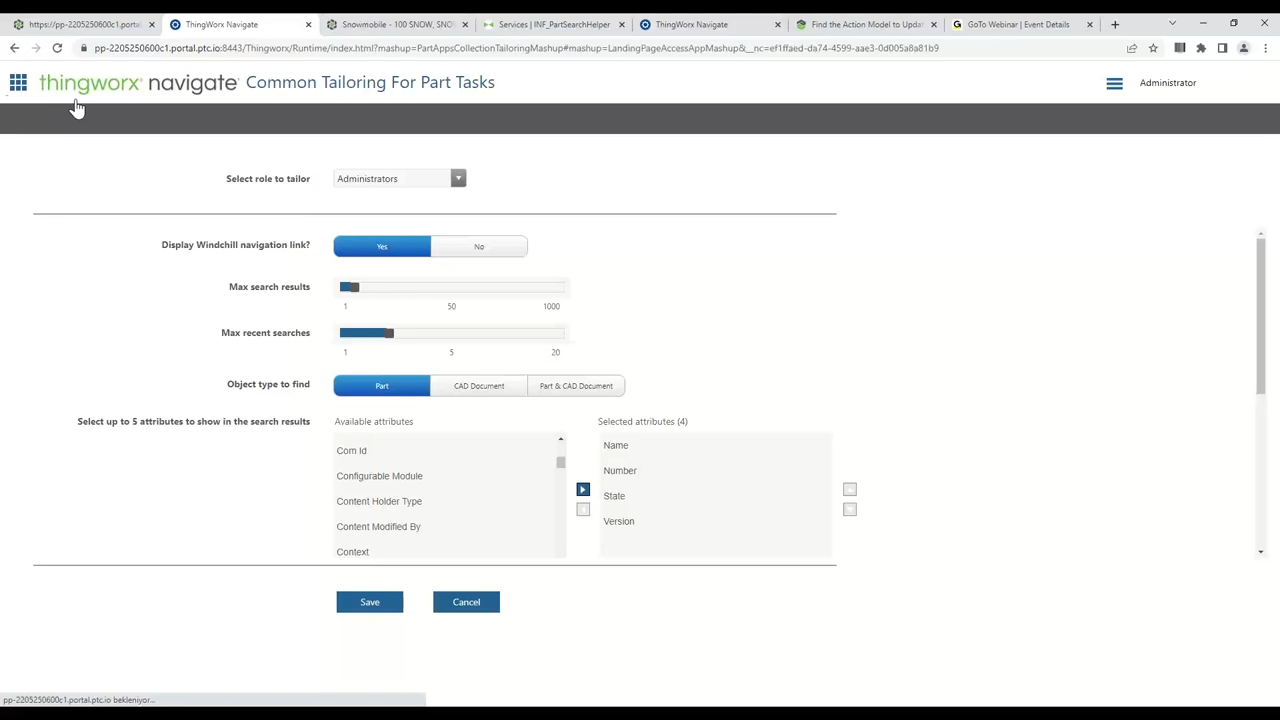 https://pp-2205250600c1.portal. ThingWorx Navigate Snowmobile - 100 SNOW, SNO Services | INF_PartSearchHelper ThingWorx Navigate Find the Action Model to Updat GoTo Webinar | Event Details
pp-2205250600c1.portal.ptc.io:8443/Thingworx/Runtime/index.html?mashup=PartAppsCollectionTailoringMashup#mashup=LandingPageAccessAppMashup&__nc=ef1ffaed-da74-4599-aae3-0d005a8a81b9
thingworx navigate Common Tailoring For Part Tasks Administrator
Select role to tailor Administrators
Display Windchill navigation link? Yes No
Max search results
1 50 1000
Max recent searches
1 5 20
Object type to find Part CAD Document Part & CAD Document
Select up to 5 attributes to show in the search results Available attributes Selected attributes (4)
Com Id Name
Configurable Module Number
Content Holder Type State
Content Modified By Version
Context
Save Cancel
pp-2205250600c1.portal.ptc.io bekleniyor...